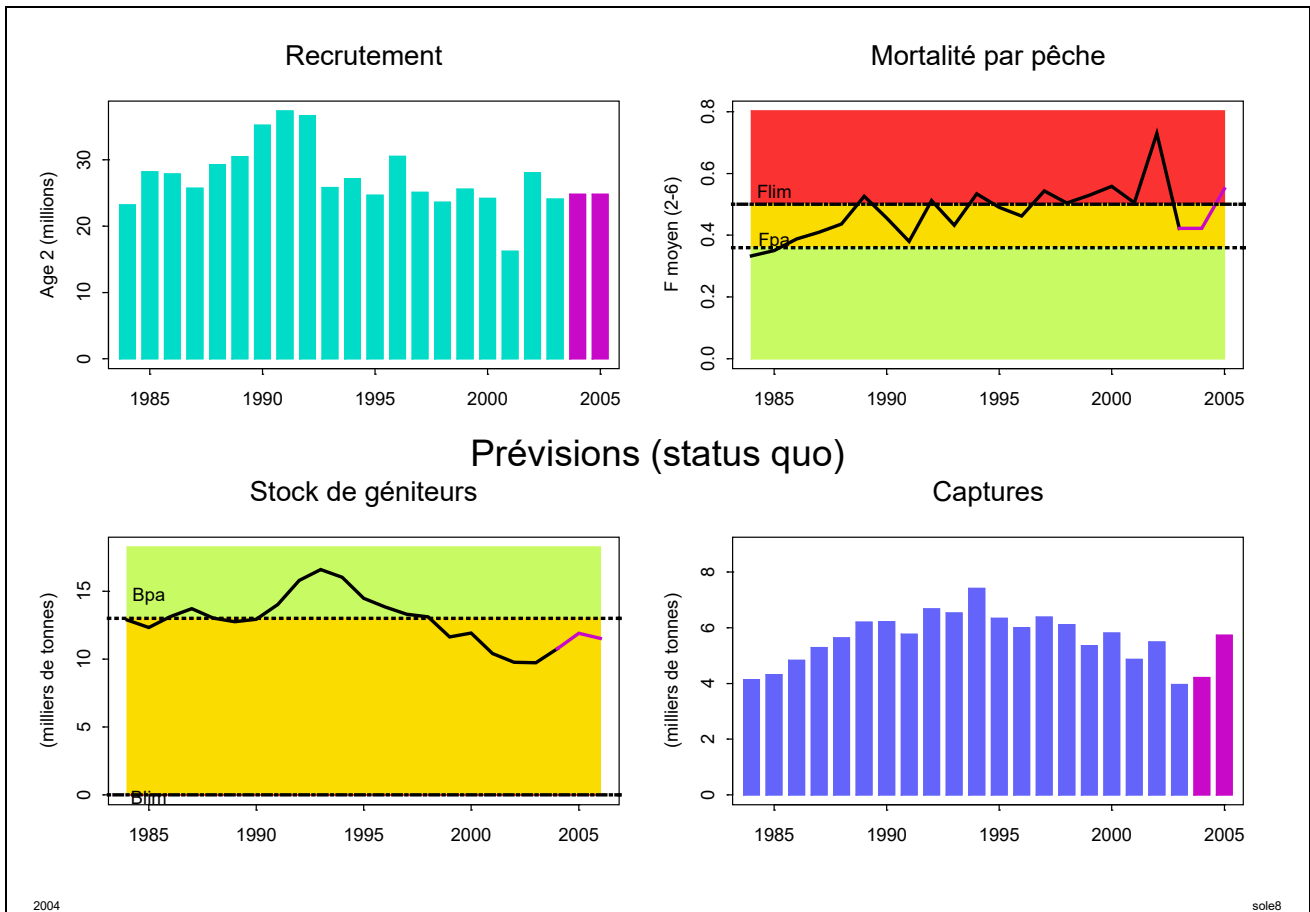 Recrutement
Age 2 (millions)
0
10
20
30
1985
1990
1995
2000
2005
Mortalité par pêche
F moyen (2-6)
0.0
0.2
0.4
0.6
0.8
Flim
Fpa
1985
1990
1995
2000
2005
Prévisions (status quo)
Stock de géniteurs
(milliers de tonnes)
0
5
10
15
Bpa
Blim
1985
1990
1995
2000
2005
Captures
(milliers de tonnes)
0
2
4
6
8
1985
1990
1995
2000
2005
2004
sole8